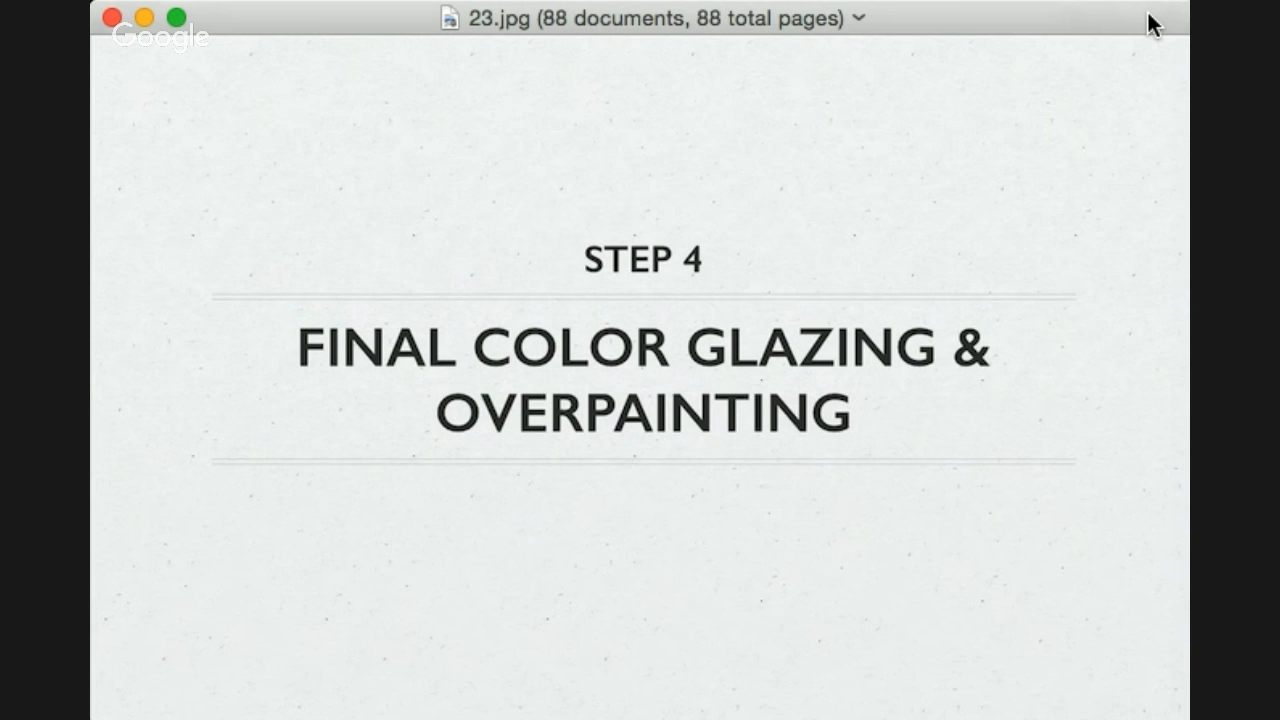 23.jpg (88 documents, 88 total pages)
Google
STEP 4
FINAL COLOR GLAZING &
OVERPAINTING